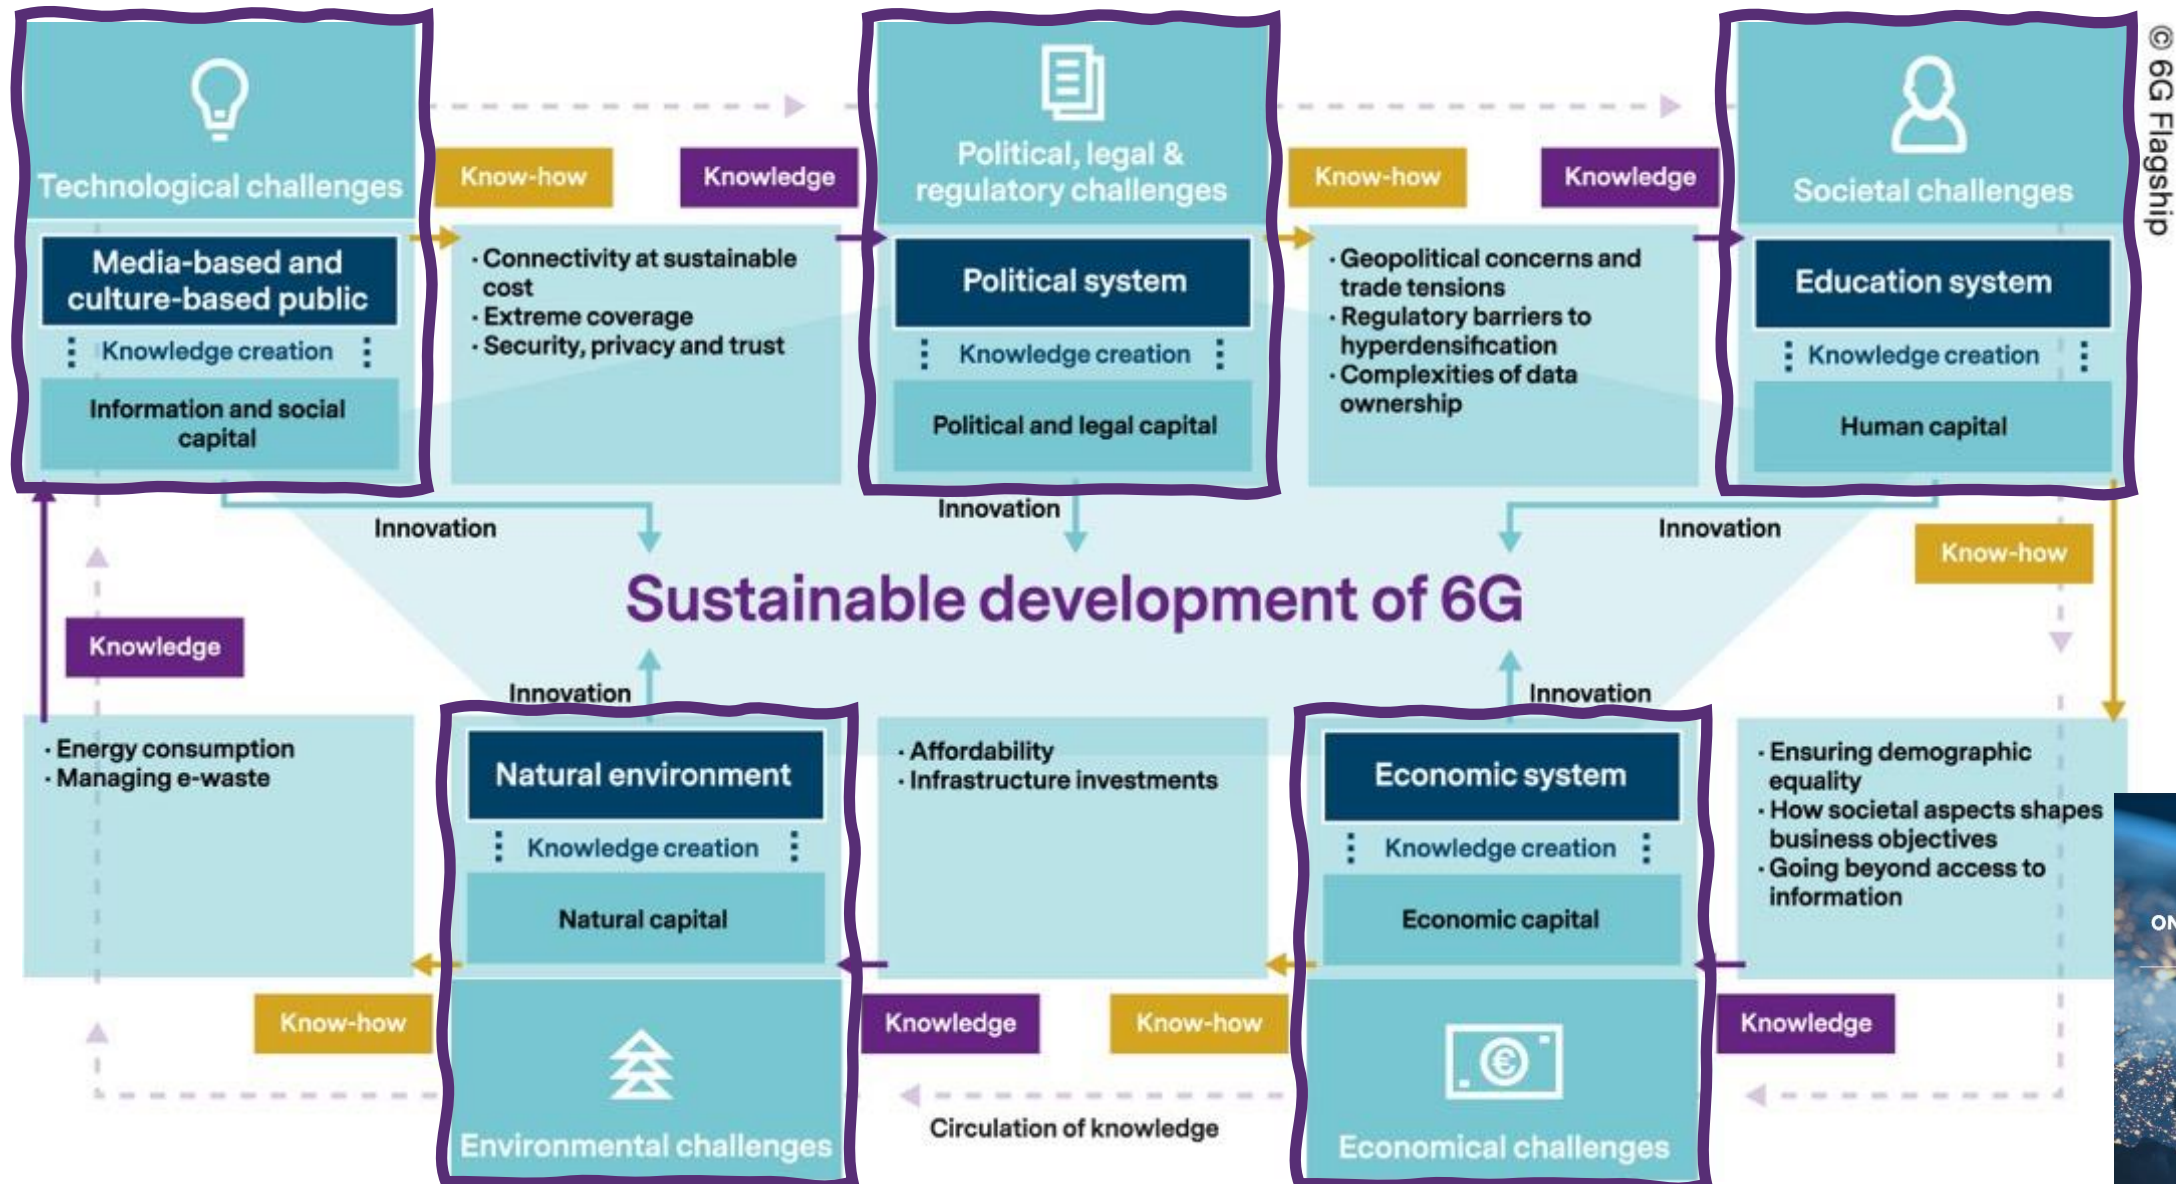 © 6G Flagship
Technological challenges
Media-based and
culture-based public
Knowledge creation
Information and social
capital
Know-how
Knowledge
· Connectivity at sustainable
cost
· Extreme coverage
· Security, privacy and trust
Political, legal &
regulatory challenges
Political system
Knowledge creation
Political and legal capital
Know-how
Knowledge
· Geopolitical concerns and
trade tensions
· Regulatory barriers to
hyperdensification
· Complexities of data
ownership
Societal challenges
Education system
Knowledge creation
Human capital
Innovation
Innovation
Innovation
Know-how
Sustainable development of 6G
Knowledge
Innovation
Innovation
· Energy consumption
· Managing e-waste
Natural environment
Knowledge creation
Natural capital
· Affordability
· Infrastructure investments
Economic system
Knowledge creation
Economic capital
· Ensuring demographic
equality
· How societal aspects shapes
business objectives
· Going beyond access to
information
Know-how
Knowledge
Know-how
Knowledge
Environmental challenges
Circulation of knowledge
Economical challenges